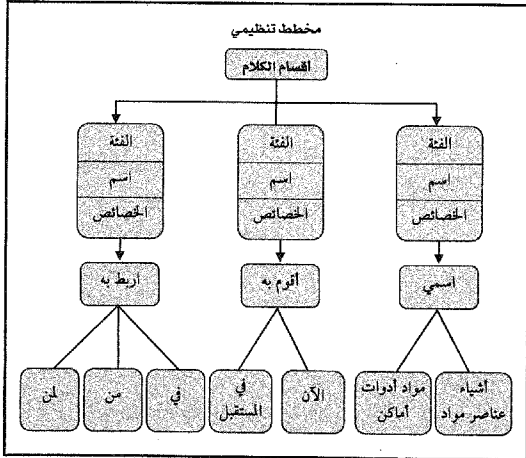 مخطط تنظيمي
أقسام الكلام
الفئة
اسم
الخصائص
الفئة
اسم
الخصائص
الفئة
اسم
الخصائص
اسمي
أقوم به
اربط به
أشياء
عناصر مواد
مواد أدوات
أماكن
الآن
في
المستقبل
في
من
لمن